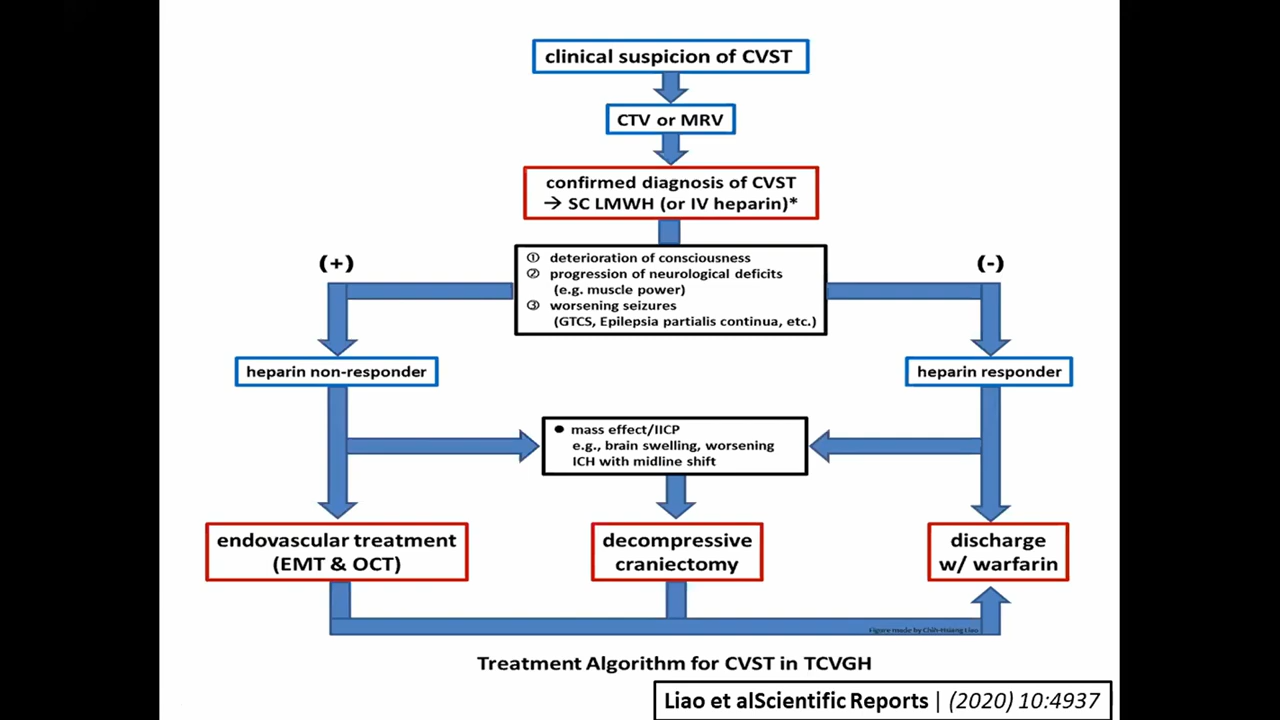 clinical suspicion of CVST
CTV or MRV
confirmed diagnosis of CVST
→ SC LMWH (or IV heparin)*
(+)
(-)
① deterioration of consciousness
② progression of neurological deficits
(e.g. muscle power)
③ worsening seizures
(GTCS, Epilepsia partialis continua, etc.)
heparin non-responder
heparin responder
● mass effect/IICP
e.g., brain swelling, worsening
ICH with midline shift
endovascular treatment
(EMT & OCT)
decompressive
craniectomy
discharge
w/ warfarin
Figure made by Chih-Hsiang Liao
Treatment Algorithm for CVST in TCVGH
Liao et alScientific Reports | (2020) 10:4937